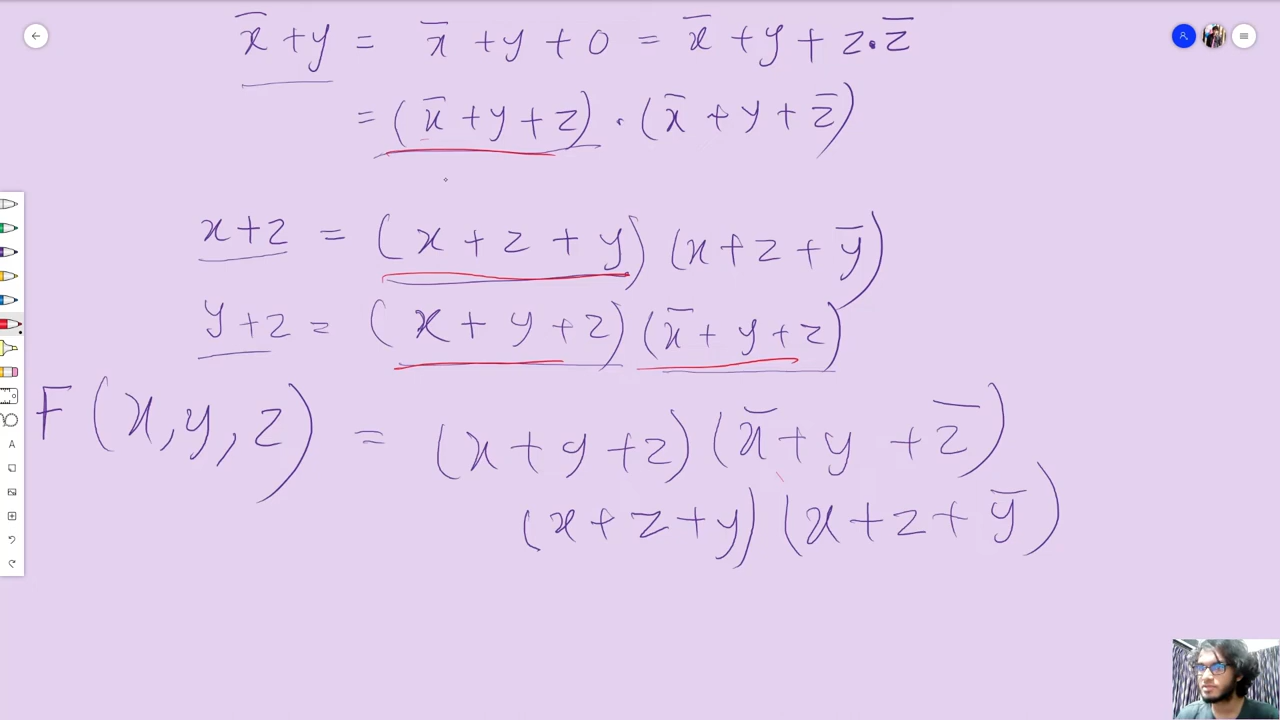 x̅ + y = x̅ + y + 0 = x̅ + y + z·z̅
= (x̅ + y + z) · (x̅ + y + z̅)
x + z = (x + z + y) (x + z + y̅)
y + z = (x + y + z) (x̅ + y + z)
F (x, y, z) = (x + y + z) (x̅ + y + z̅)
(x + z + y) (x + z + y̅)